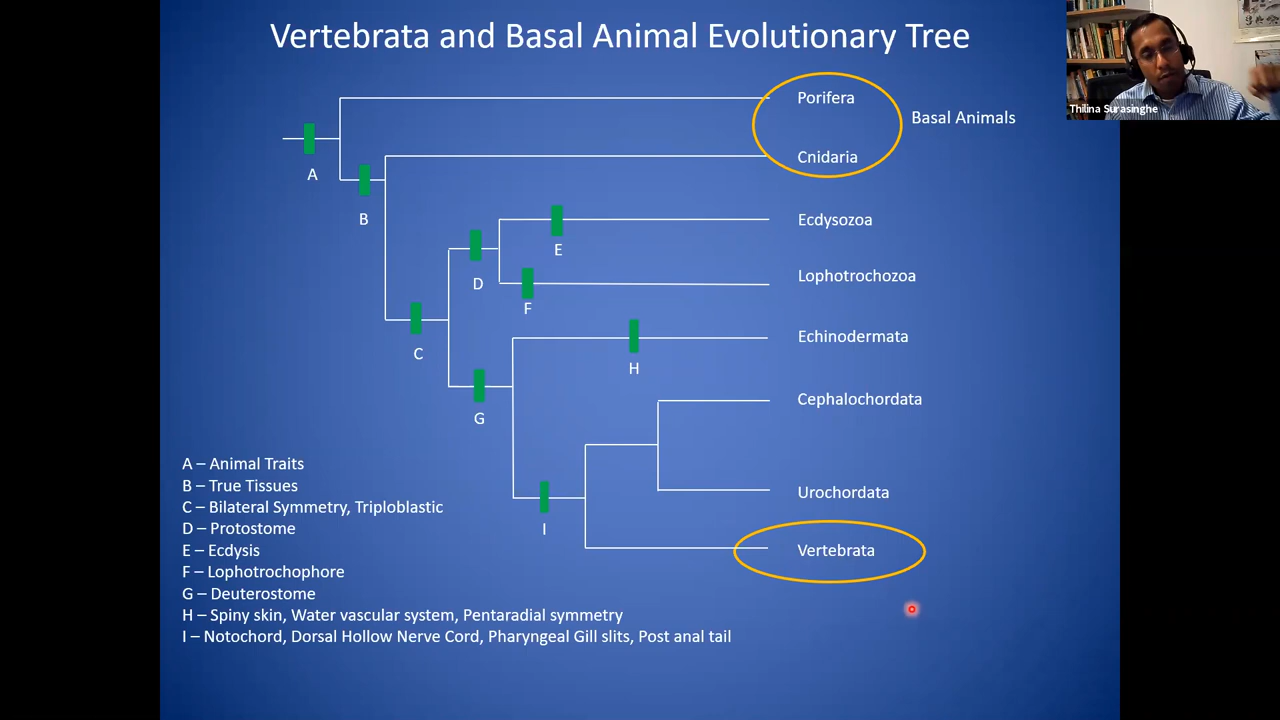 Vertebrata and Basal Animal Evolutionary Tree
Thilina Surasinghe
Porifera
Basal Animals
Cnidaria
A
B
Ecdysozoa
E
D
Lophotrochozoa
F
C
Echinodermata
H
G
Cephalochordata
Urochordata
I
Vertebrata
A – Animal Traits
B – True Tissues
C – Bilateral Symmetry, Triploblastic
D – Protostome
E – Ecdysis
F – Lophotrochophore
G – Deuterostome
H – Spiny skin, Water vascular system, Pentaradial symmetry
I – Notochord, Dorsal Hollow Nerve Cord, Pharyngeal Gill slits, Post anal tail